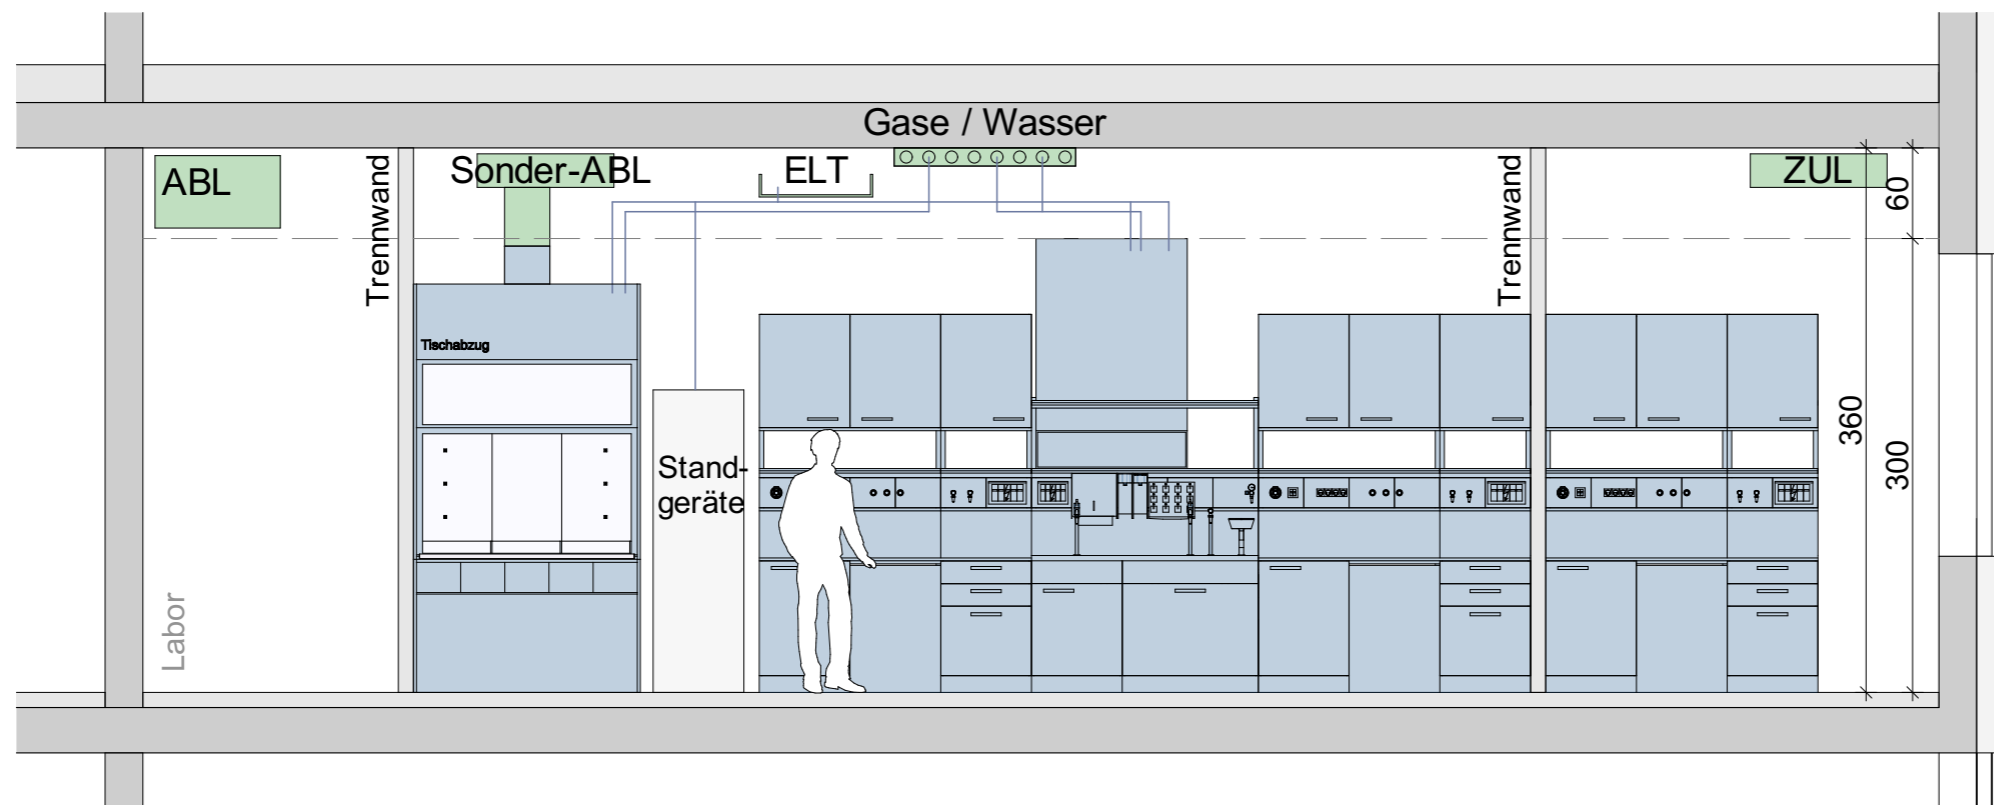 Gase / Wasser
ABL
Trennwand
Sonder-ABL
ELT
Trennwand
ZUL
60
Tischabzug
360
300
Stand-
geräte
Labor